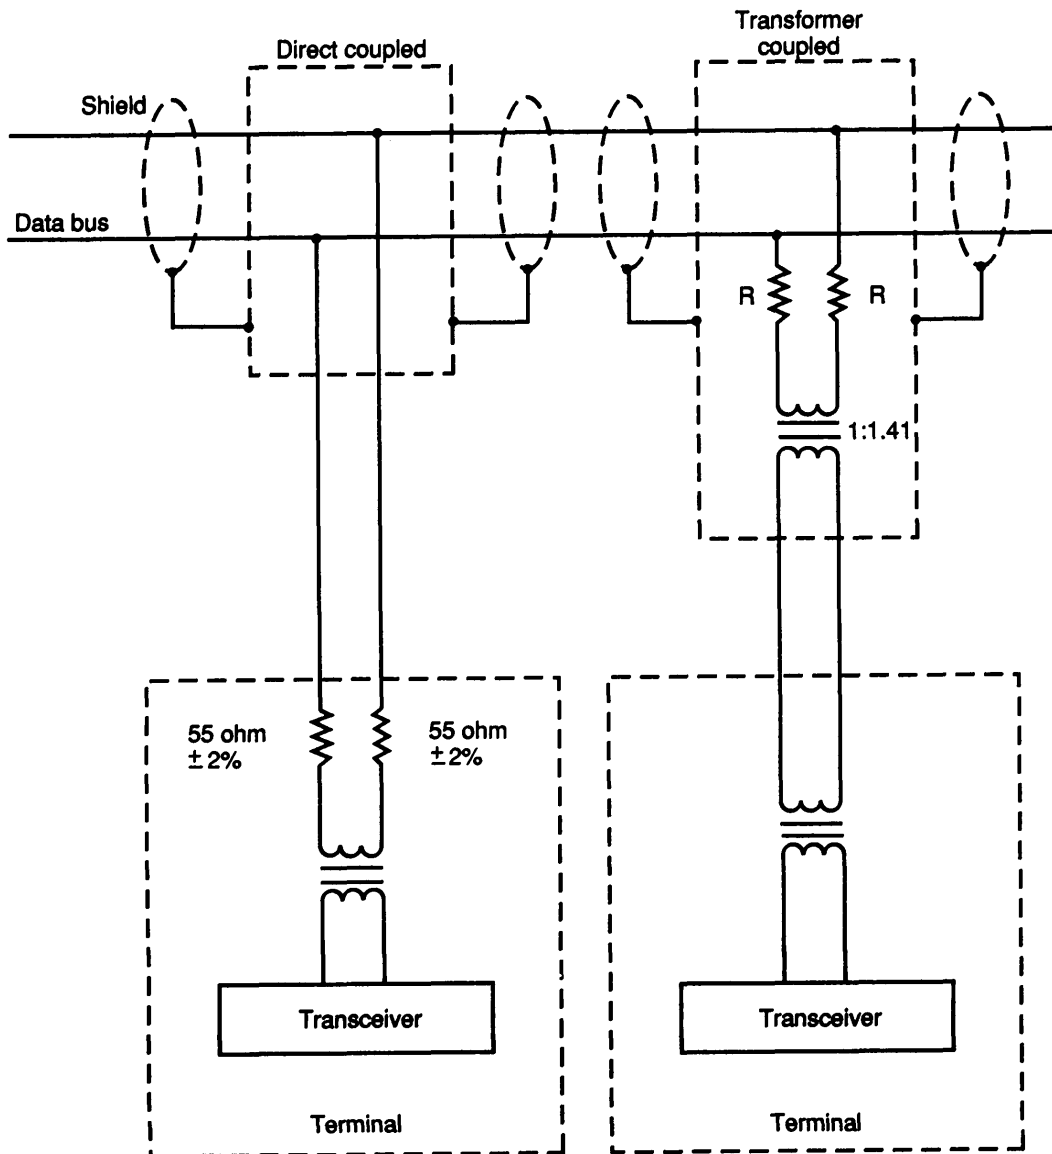 Direct coupled
Transformer
coupled
Shield
Data bus
R
R
1:1.41
55 ohm
±2%
55 ohm
±2%
Transceiver
Transceiver
Terminal
Terminal